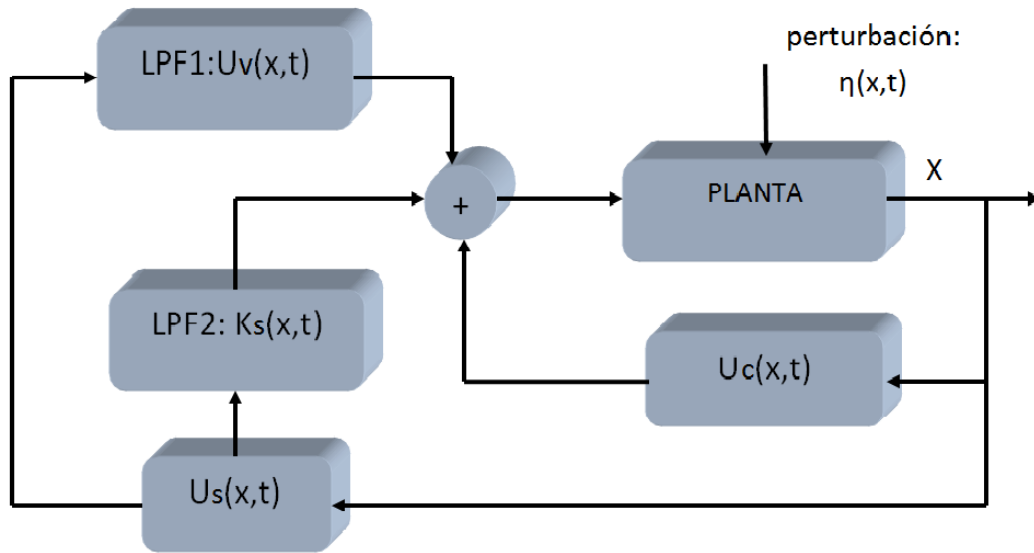 LPF1:Uv(x,t)
perturbación:
η(x,t)
PLANTA
X
+
LPF2: Ks(x,t)
Uc(x,t)
Us(x,t)